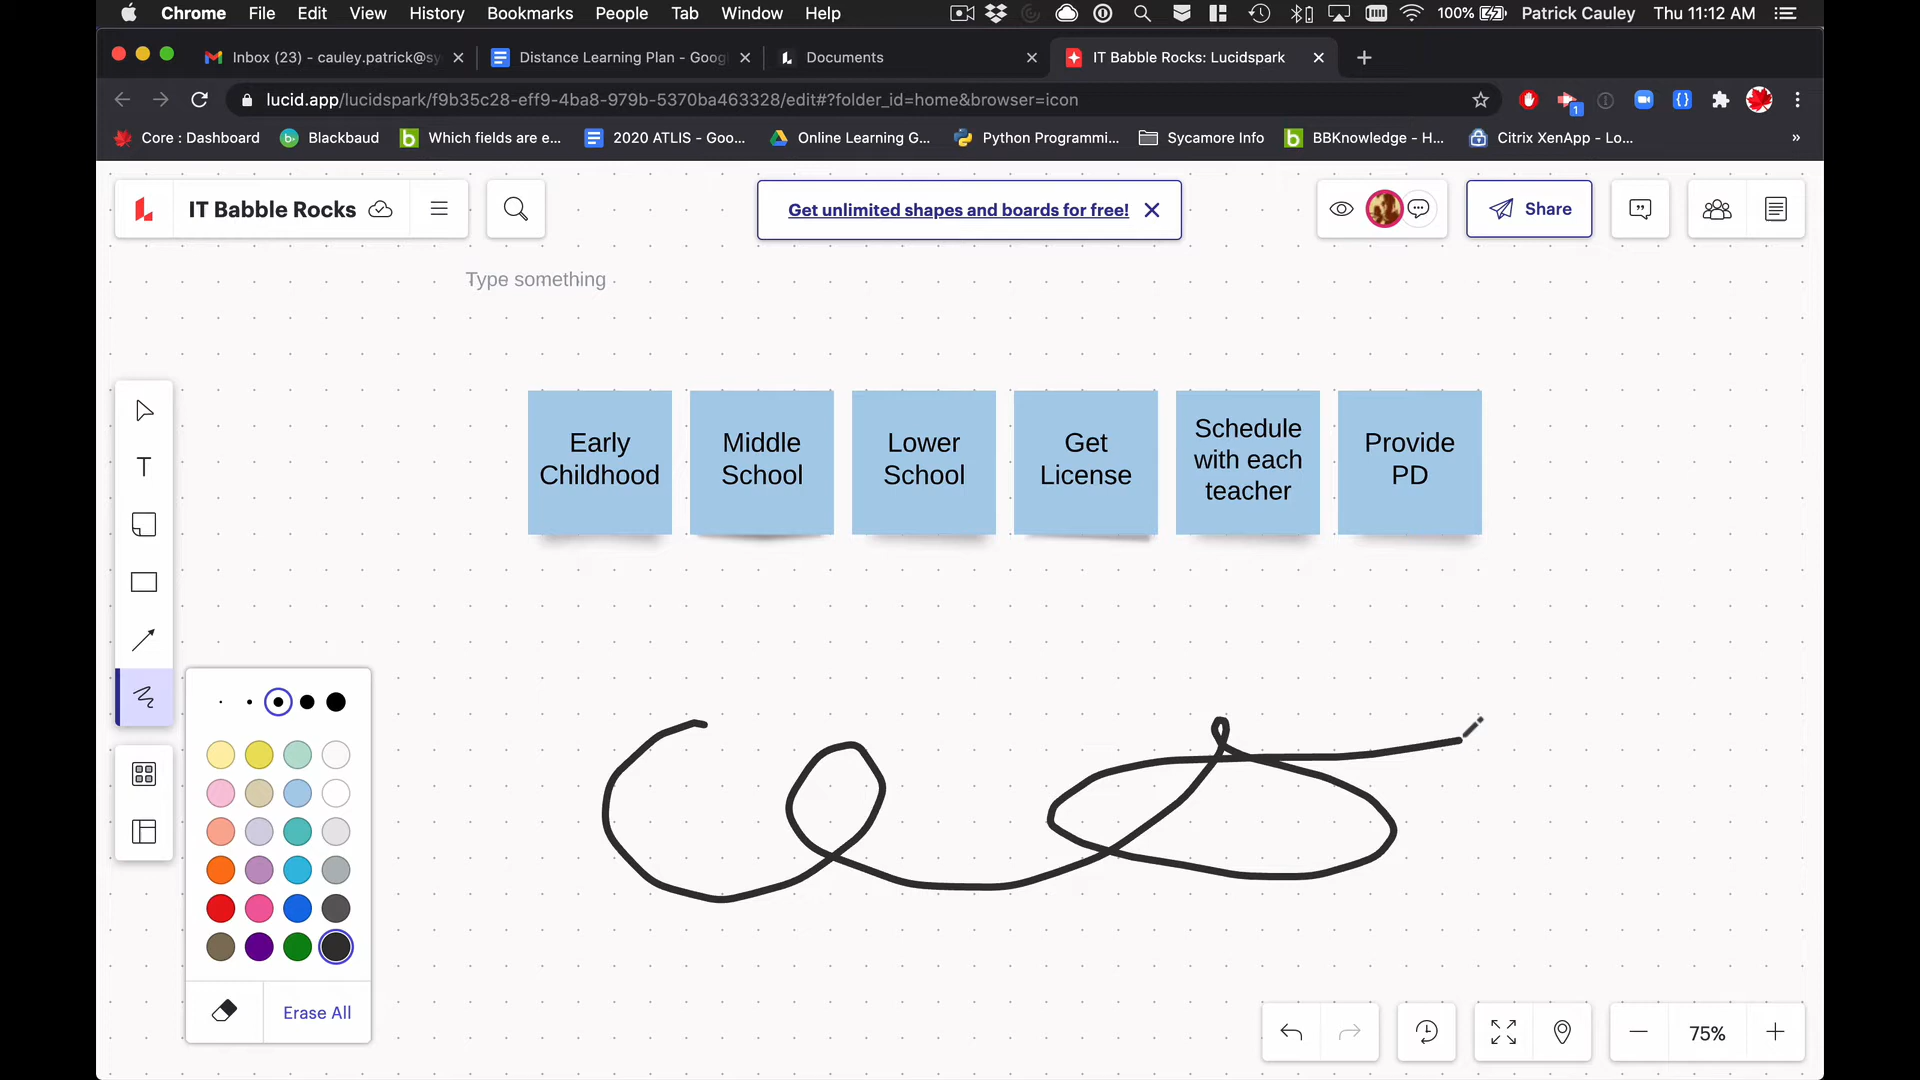 Chrome File Edit View History Bookmarks People Tab Window Help 100% Patrick Cauley Thu 11:12 AM
Inbox (23) - cauley.patrick@sy Distance Learning Plan - Goog Documents IT Babble Rocks: Lucidspark
lucid.app/lucidspark/f9b35c28-eff9-4ba8-979b-5370ba463328/edit#?folder_id=home&browser=icon
Core : Dashboard Blackbaud Which fields are e... 2020 ATLIS - Goo... Online Learning G... Python Programmi... Sycamore Info BBKnowledge - H... Citrix XenApp - Lo... »
IT Babble Rocks Get unlimited shapes and boards for free! Share
Type something
Early
Childhood
Middle
School
Lower
School
Get
License
Schedule
with each
teacher
Provide
PD
Erase All
75%